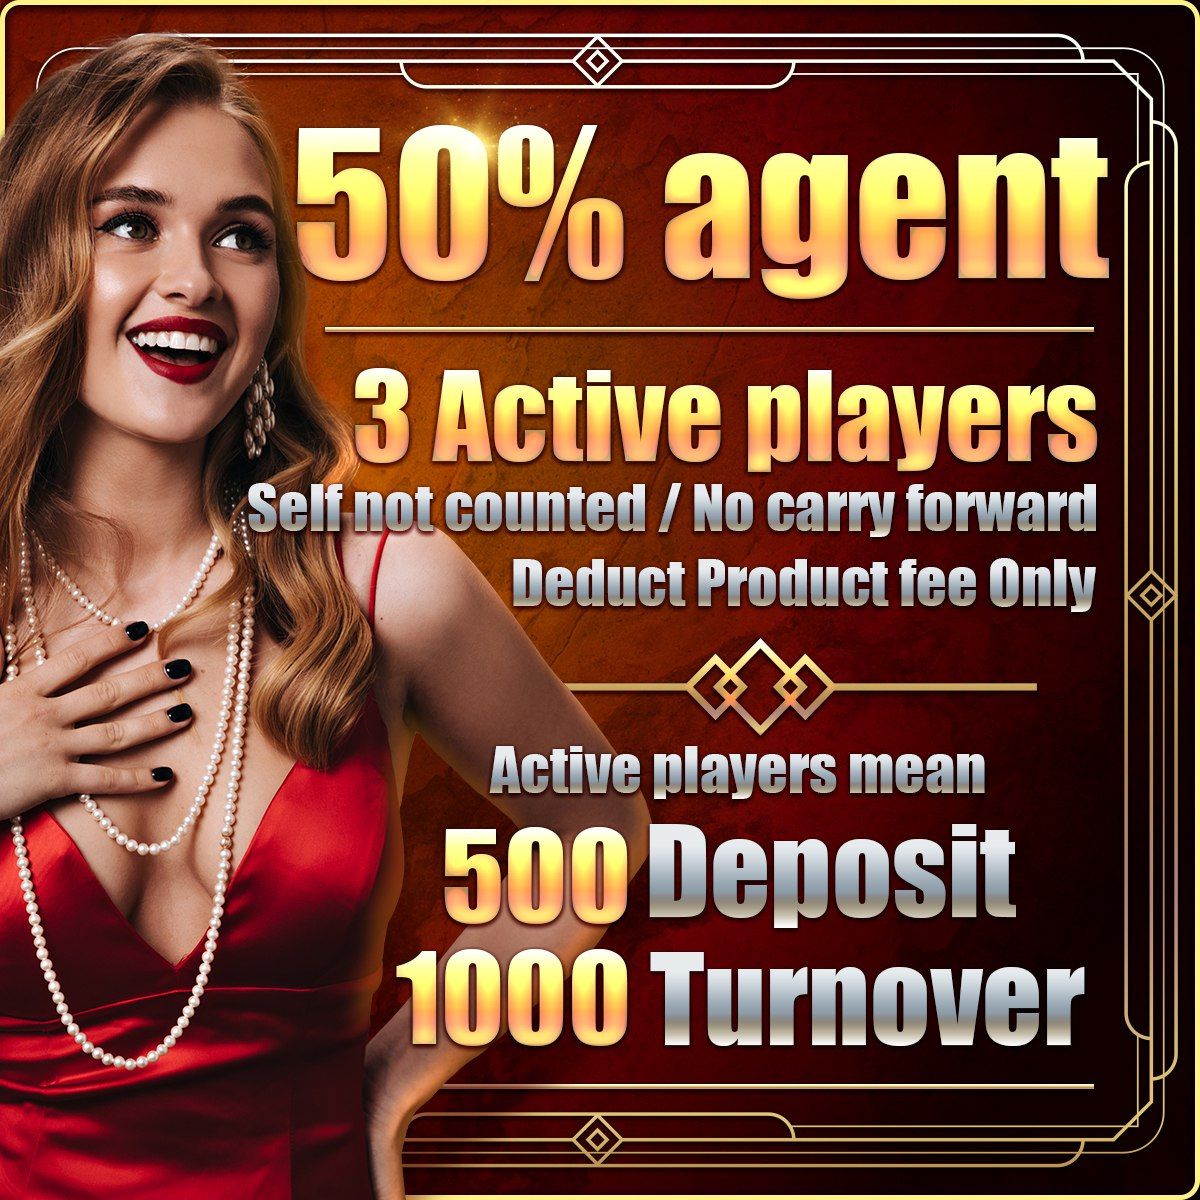 50% agent
3 Active players
Self not counted / No carry forward
Deduct Product fee Only
Active players mean
500 Deposit
1000 Turnover